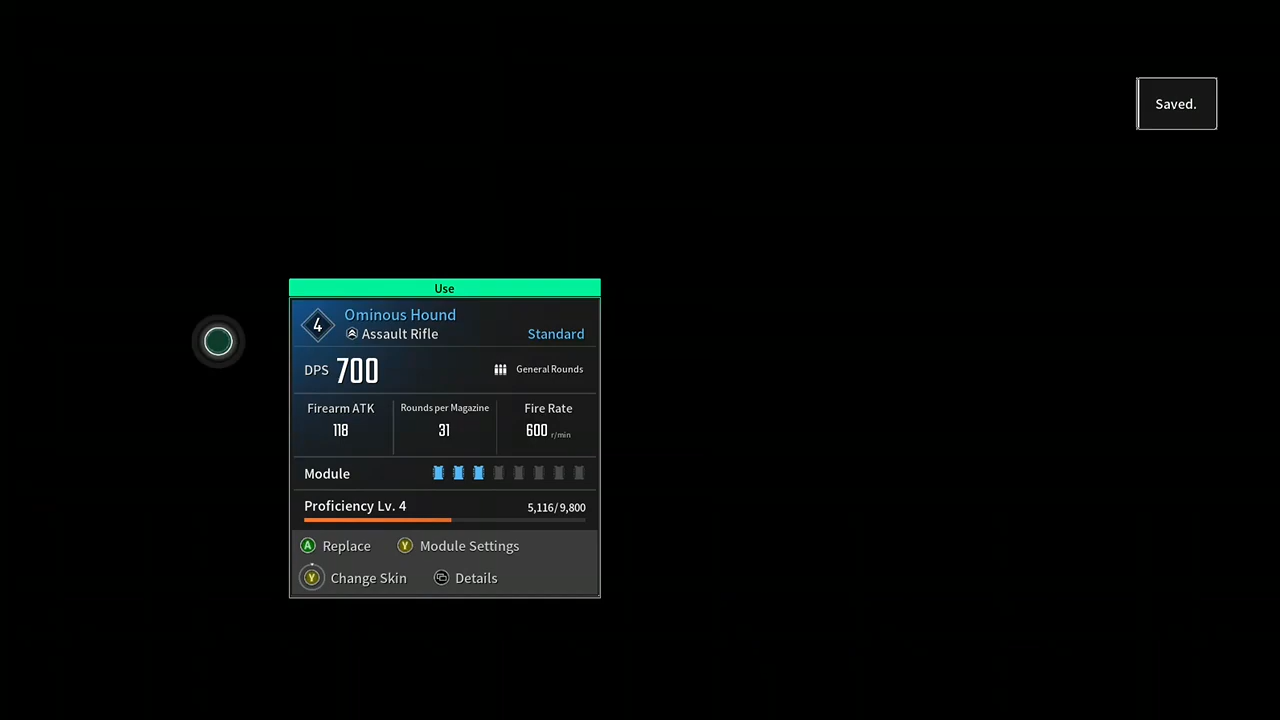 Saved.
Use
4
Ominous Hound
Assault Rifle
Standard
DPS 700
General Rounds
Firearm ATK
Rounds per Magazine
Fire Rate
118
31
600 r/min
Module
Proficiency Lv. 4
5,116/9,800
A Replace
Y Module Settings
Y Change Skin
Details